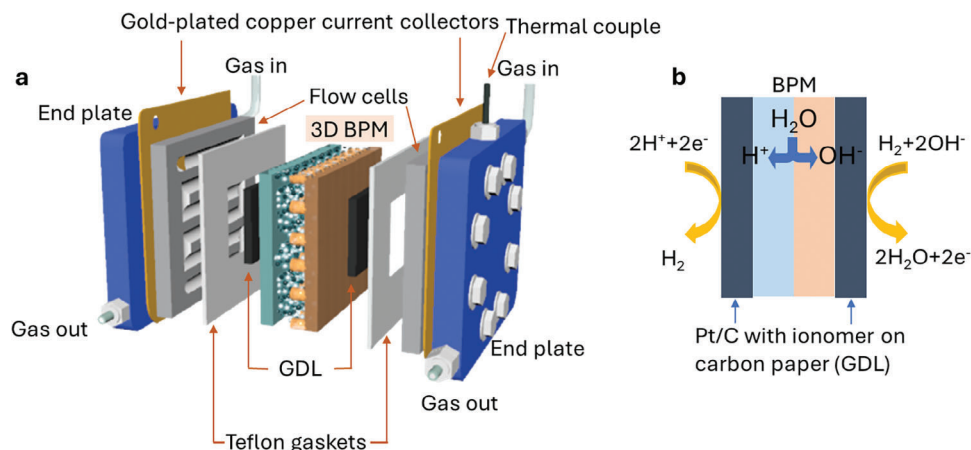 Gold-plated copper current collectors
Thermal couple
a
Gas in
Gas in
End plate
Flow cells
3D BPM
Gas out
GDL
End plate
Gas out
Teflon gaskets
b
BPM
H₂O
2H⁺+2e⁻
H⁺
OH⁻
H₂+2OH⁻
H₂
2H₂O+2e⁻
Pt/C with ionomer on
carbon paper (GDL)